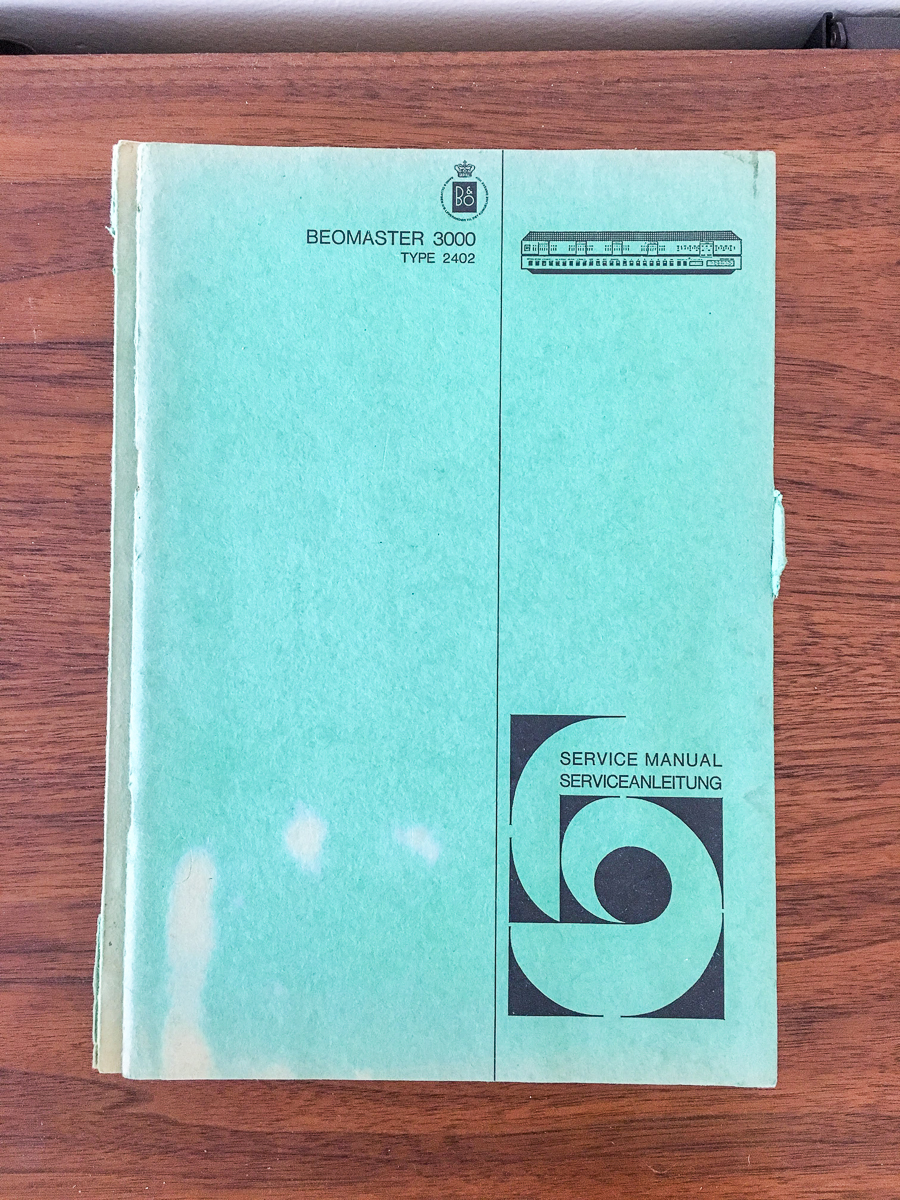 B&O
BEOMASTER 3000
TYPE 2402
SERVICE MANUAL
SERVICEANLEITUNG